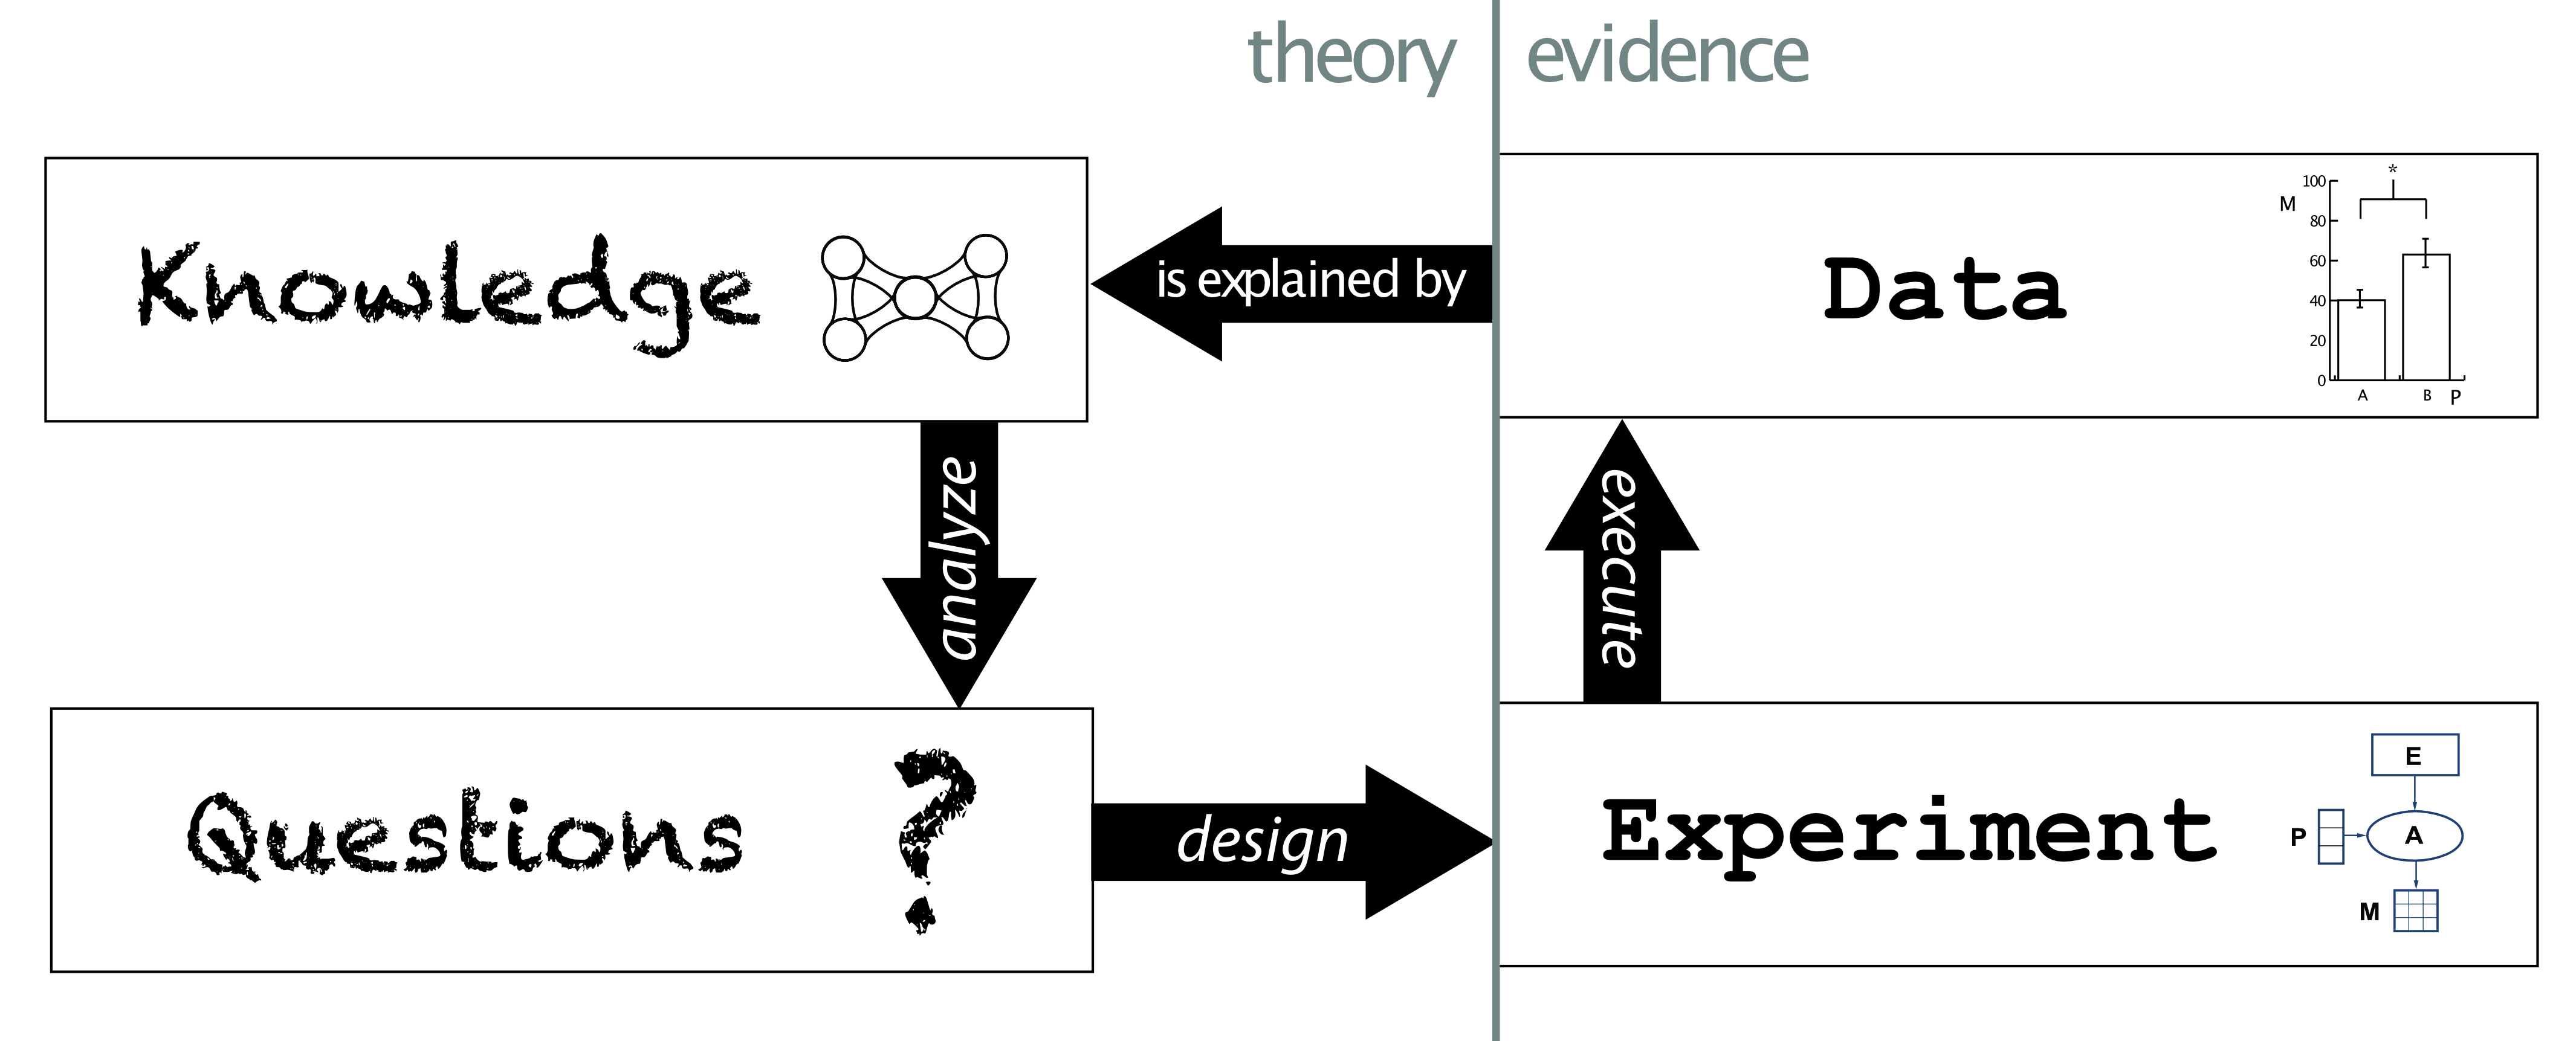 theory
evidence
Knowledge
is explained by
Data
M
100
80
60
40
20
0
*
A
B
P
analyze
execute
Questions
?
design
Experiment
E
P
A
M